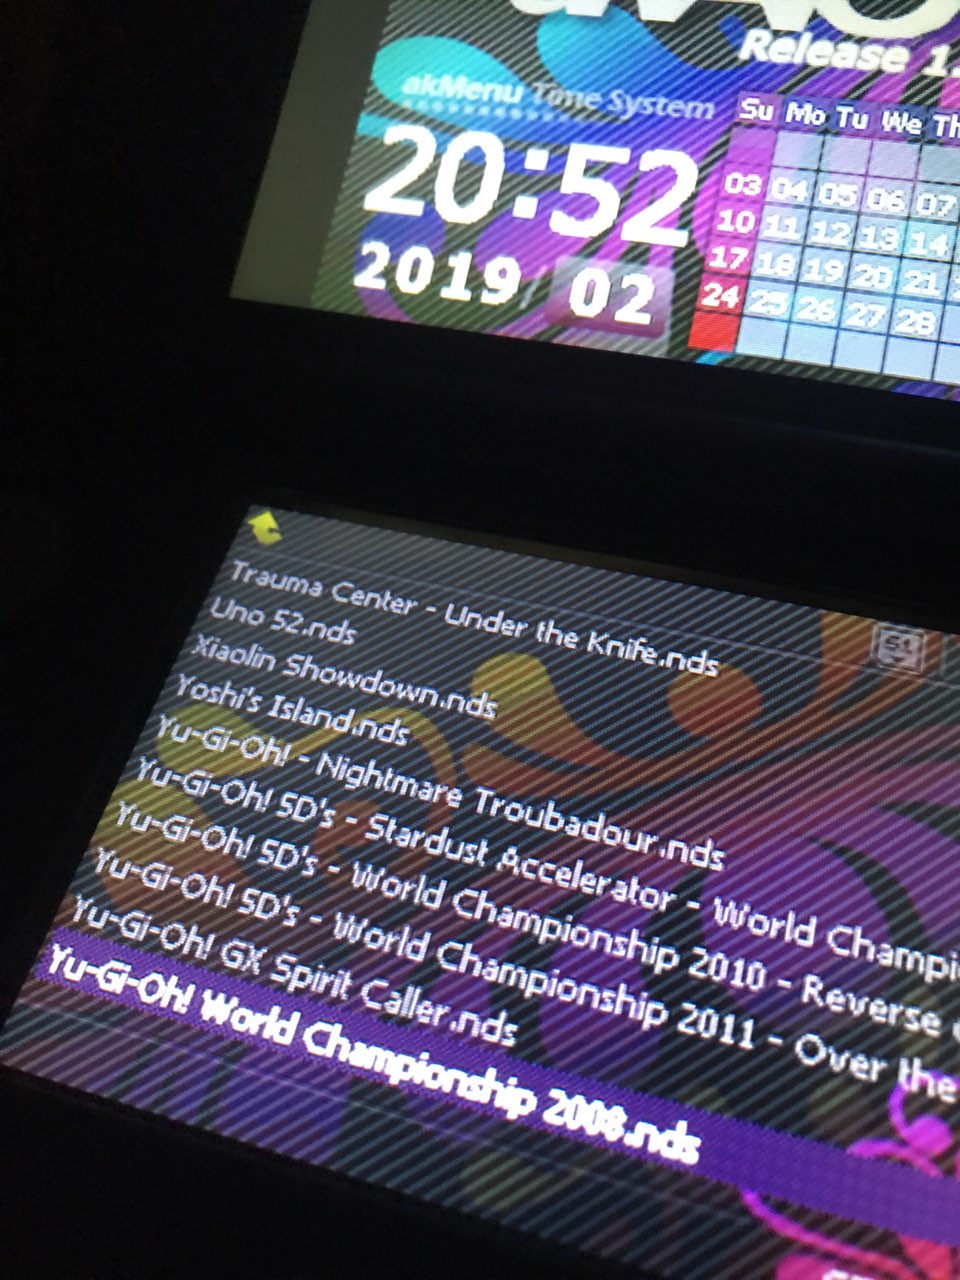 Release 1.
akMenu Time System
20:52
2019/02
Su Mo Tu We Th
03 04 05 06 07
10 11 12 13 14
17 18 19 20 21
24 25 26 27 28
Trauma Center - Under the Knife.nds
Uno 52.nds
Xiaolin Showdown.nds
Yoshi's Island.nds
Yu-Gi-Oh! - Nightmare Troubadour.nds
Yu-Gi-Oh! 5D's - Stardust Accelerator - World Champi
Yu-Gi-Oh! 5D's - World Championship 2010 - Reverse
Yu-Gi-Oh! 5D's - World Championship 2011 - Over the
Yu-Gi-Oh! GX Spirit Caller.nds
Yu-Gi-Oh! World Championship 2008.nds